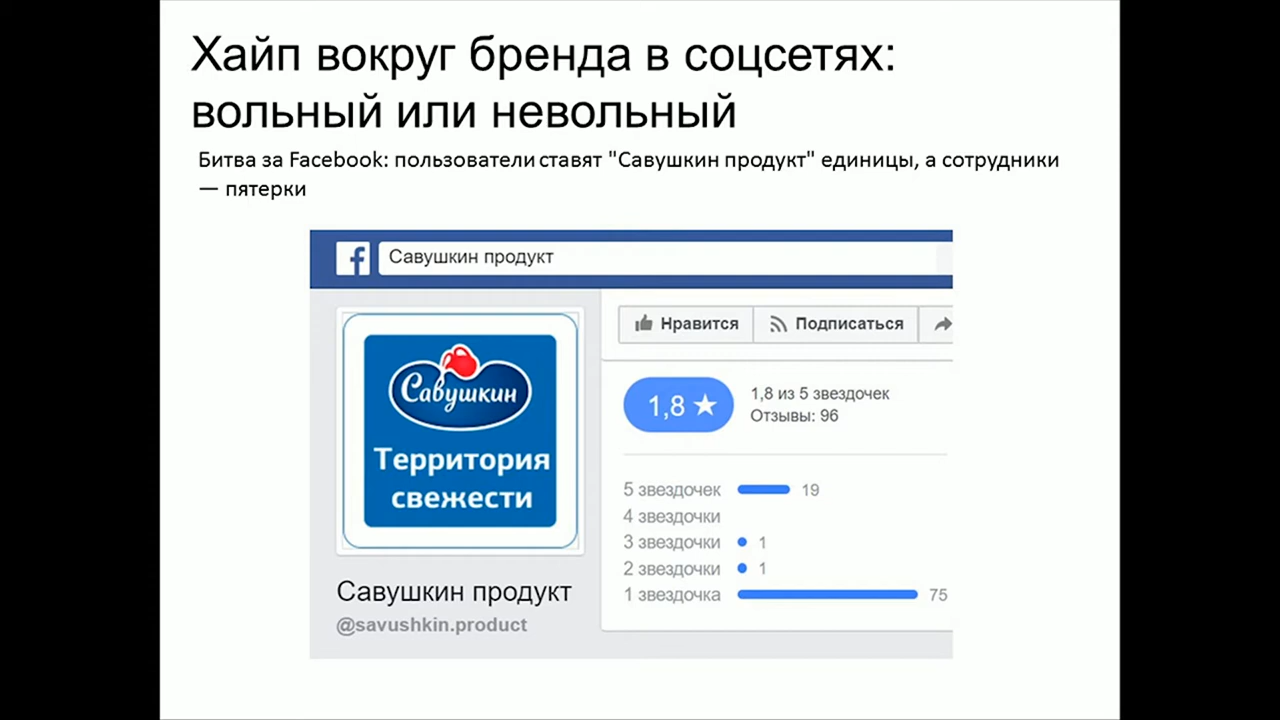 Хайп вокруг бренда в соцсетях:
вольный или невольный
Битва за Facebook: пользователи ставят "Савушкин продукт" единицы, а сотрудники
— пятерки
f Савушкин продукт
Нравится Подписаться
Савушкин
Территория
свежести
1,8 ★ 1,8 из 5 звездочек
Отзывы: 96
5 звездочек 19
4 звездочки
3 звездочки 1
2 звездочки 1
1 звездочка 75
Савушкин продукт
@savushkin.product